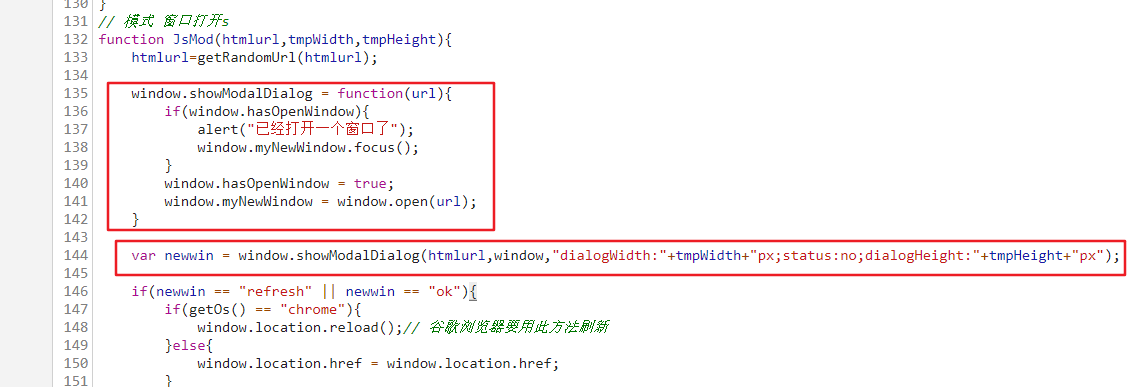 130 }
131 // 模式 窗口打开s
132 function JsMod(htmlurl,tmpWidth,tmpHeight){
133     htmlurl=getRandomUrl(htmlurl);
134
135     window.showModalDialog = function(url){
136         if(window.hasOpenWindow){
137             alert("已经打开一个窗口了");
138             window.myNewWindow.focus();
139         }
140         window.hasOpenWindow = true;
141         window.myNewWindow = window.open(url);
142     }
143
144     var newwin = window.showModalDialog(htmlurl,window,"dialogWidth:"+tmpWidth+"px;status:no;dialogHeight:"+tmpHeight+"px");
145
146     if(newwin == "refresh" || newwin == "ok"){
147         if(getOs() == "chrome"){
148             window.location.reload();// 谷歌浏览器要用此方法刷新
149         }else{
150             window.location.href = window.location.href;
151         }